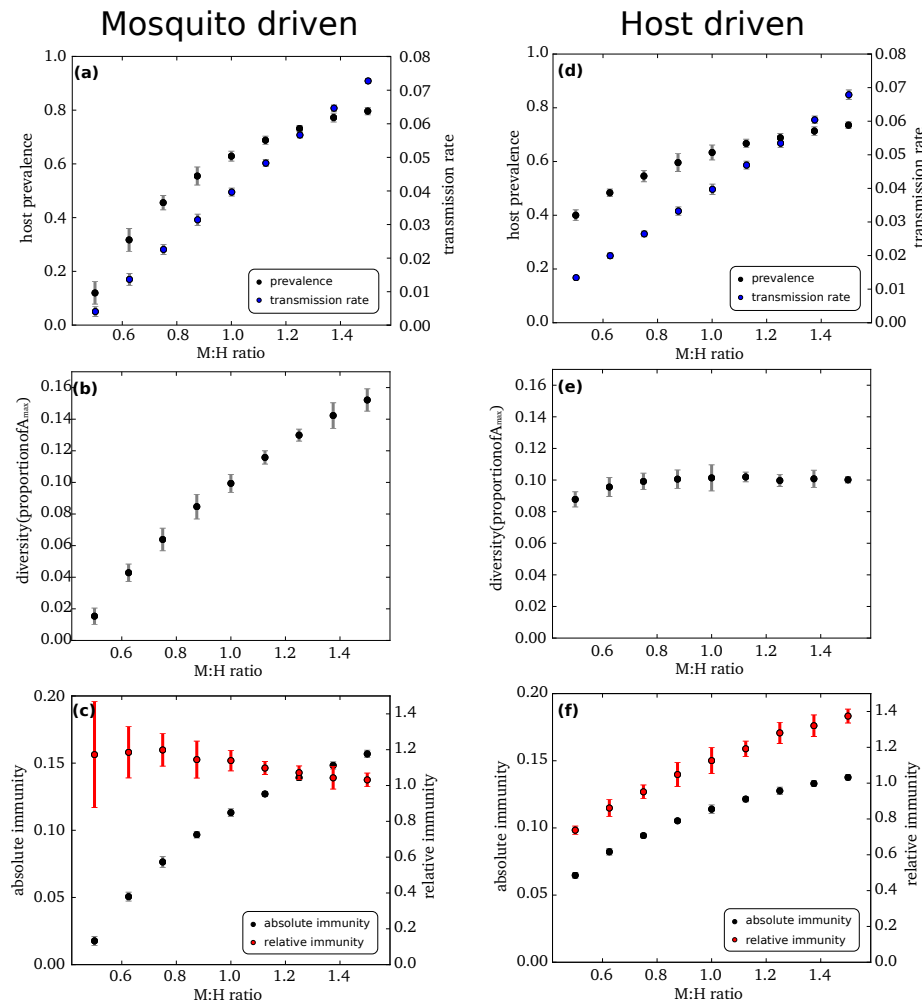 Mosquito driven
Host driven
(a)
host prevalence
transmission rate
1.0
0.8
0.6
0.4
0.2
0.0
0.08
0.07
0.06
0.05
0.04
0.03
0.02
0.01
0.00
prevalence
transmission rate
0.6 0.8 1.0 1.2 1.4
M:H ratio
(d)
host prevalence
transmission rate
1.0
0.8
0.6
0.4
0.2
0.0
0.08
0.07
0.06
0.05
0.04
0.03
0.02
0.01
0.00
prevalence
transmission rate
0.6 0.8 1.0 1.2 1.4
M:H ratio
(b)
diversity(proportionofAmax)
0.16
0.14
0.12
0.10
0.08
0.06
0.04
0.02
0.00
0.6 0.8 1.0 1.2 1.4
M:H ratio
(e)
diversity(proportionofAmax)
0.16
0.14
0.12
0.10
0.08
0.06
0.04
0.02
0.00
0.6 0.8 1.0 1.2 1.4
M:H ratio
(c)
absolute immunity
relative immunity
0.20
0.15
0.10
0.05
0.00
1.4
1.2
1.0
0.8
0.6
0.4
0.2
0.0
absolute immunity
relative immunity
0.6 0.8 1.0 1.2 1.4
M:H ratio
(f)
absolute immunity
relative immunity
0.20
0.15
0.10
0.05
0.00
1.4
1.2
1.0
0.8
0.6
0.4
0.2
0.0
absolute immunity
relative immunity
0.6 0.8 1.0 1.2 1.4
M:H ratio